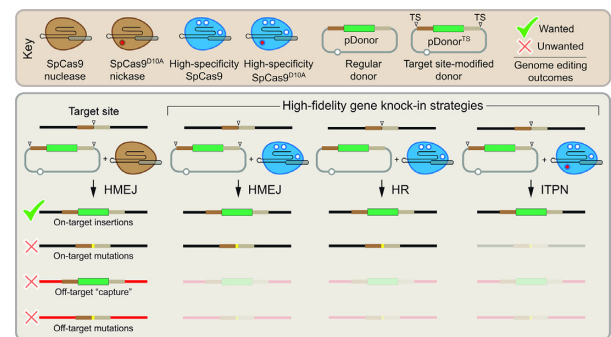 Key
SpCas9
nuclease
SpCas9D10A
nickase
High-specificity
SpCas9
High-specificity
SpCas9D10A
pDonor
Regular
donor
TS
TS
pDonorTS
Target site-modified
donor
Wanted
Unwanted
Genome editing
outcomes
Target site
High-fidelity gene knock-in strategies
+
+
+
+
HMEJ
HMEJ
HR
ITPN
On-target insertions
On-target mutations
Off-target "capture"
Off-target mutations